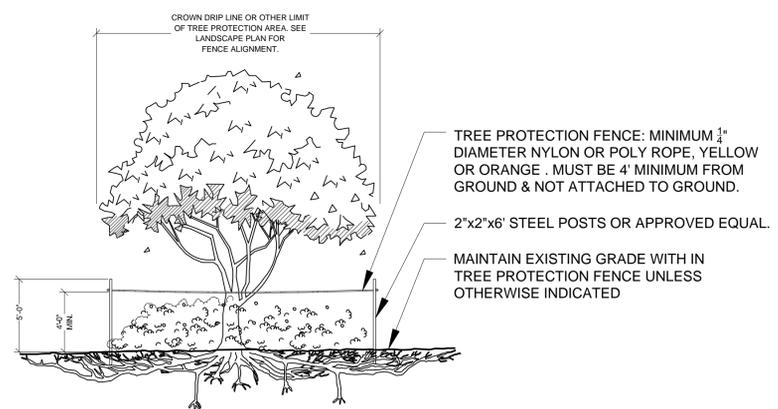 CROWN DRIP LINE OR OTHER LIMIT
OF TREE PROTECTION AREA. SEE
LANDSCAPE PLAN FOR
FENCE ALIGNMENT.
TREE PROTECTION FENCE: MINIMUM 1/4"
DIAMETER NYLON OR POLY ROPE, YELLOW
OR ORANGE . MUST BE 4' MINIMUM FROM
GROUND & NOT ATTACHED TO GROUND.
2"x2"x6' STEEL POSTS OR APPROVED EQUAL.
MAINTAIN EXISTING GRADE WITH IN
TREE PROTECTION FENCE UNLESS
OTHERWISE INDICATED
5'-0"
4'-0"
MIN.